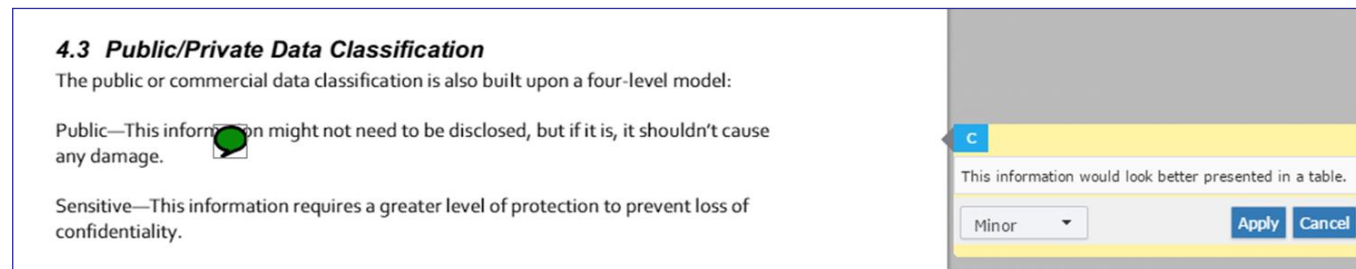 4.3 Public/Private Data Classification
The public or commercial data classification is also built upon a four-level model:
Public—This information might not need to be disclosed, but if it is, it shouldn't cause
any damage.
Sensitive—This information requires a greater level of protection to prevent loss of
confidentiality.
C
This information would look better presented in a table.
Minor
Apply Cancel